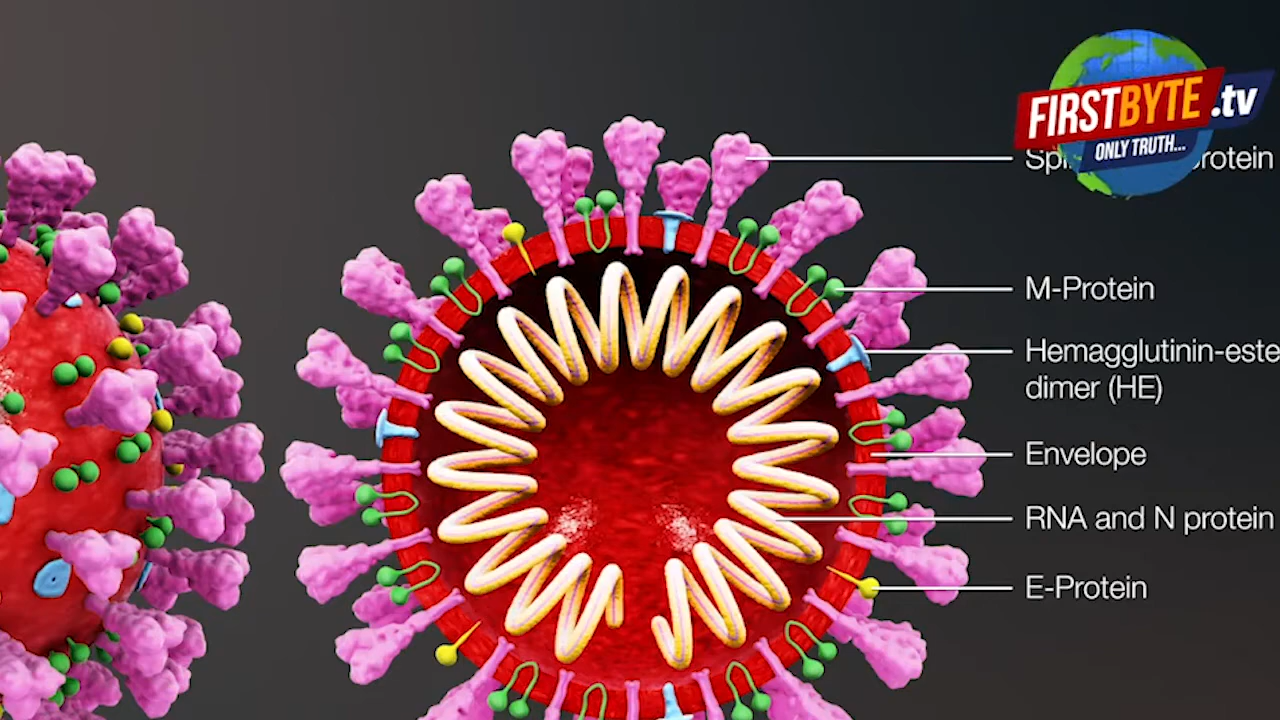 FIRSTBYTE.tv
ONLY TRUTH...
M-Protein
Hemagglutinin-este
dimer (HE)
Envelope
RNA and N protein
E-Protein